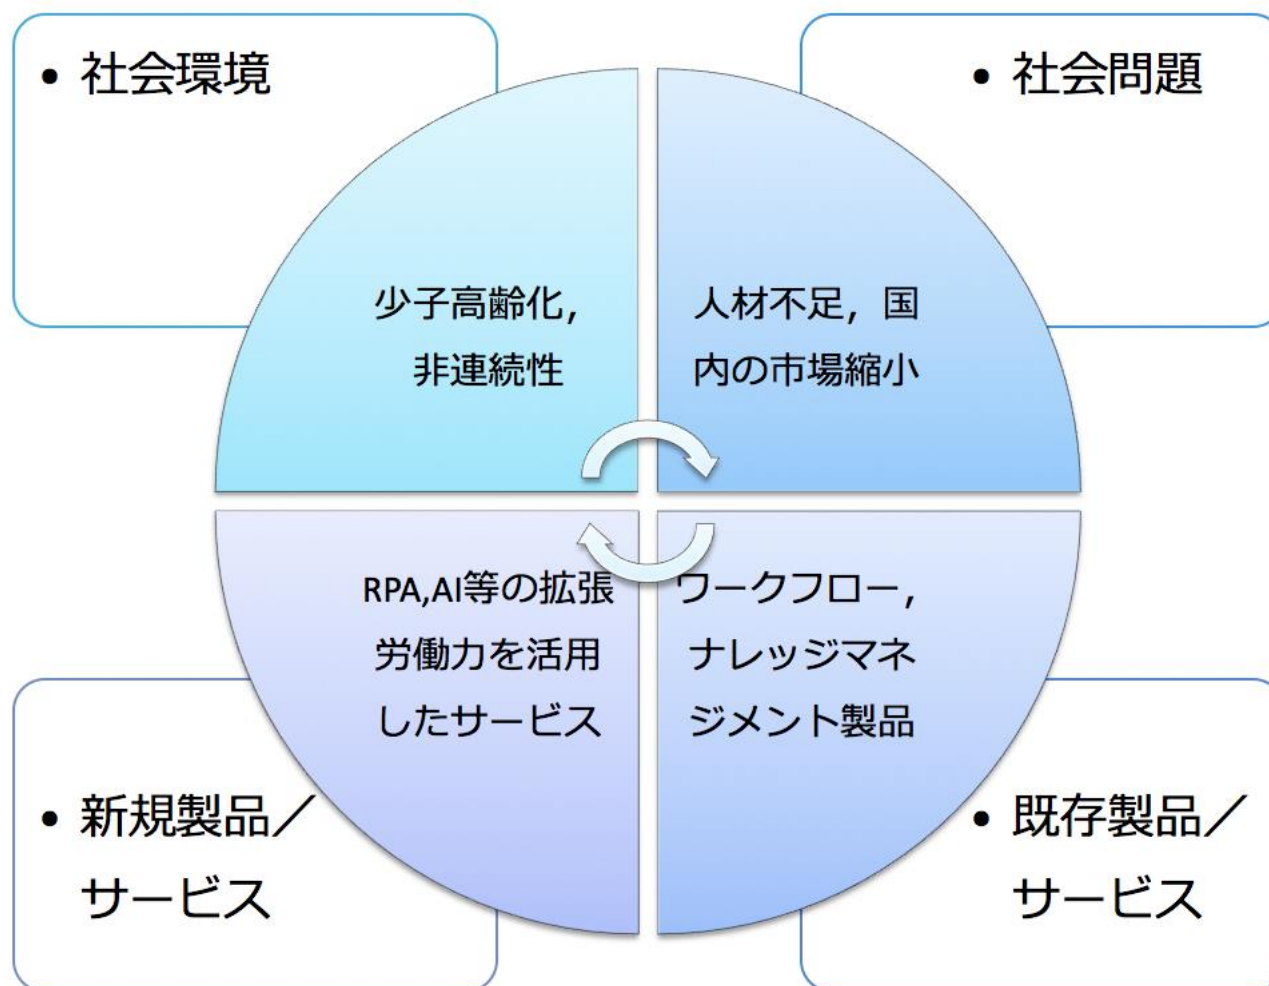 • 社会環境
• 社会問題
少子高齢化，
非連続性
人材不足，国
内の市場縮小
RPA,AI等の拡張
労働力を活用
したサービス
ワークフロー，
ナレッジマネ
ジメント製品
• 新規製品／
サービス
• 既存製品／
サービス